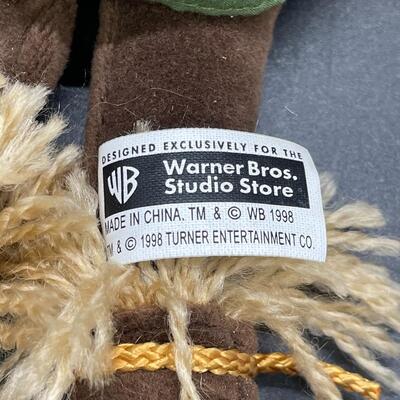 DESIGNED EXCLUSIVELY FOR THE
WB
Warner Bros.
Studio Store
MADE IN CHINA. TM & © WB 1998
TM & © 1998 TURNER ENTERTAINMENT CO.